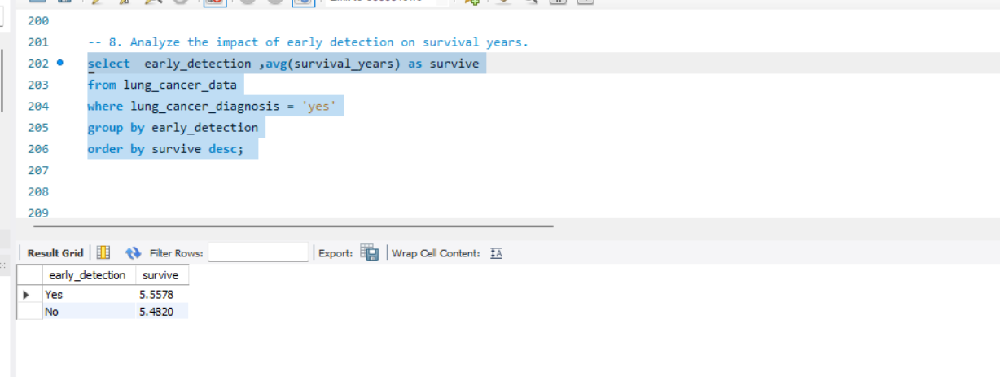 200
201 -- 8. Analyze the impact of early detection on survival years.
202 select early_detection ,avg(survival_years) as survive
203 from lung_cancer_data
204 where lung_cancer_diagnosis = 'yes'
205 group by early_detection
206 order by survive desc;
207
208
209
Result Grid Filter Rows: Export: Wrap Cell Content:
early_detection survive
Yes 5.5578
No 5.4820